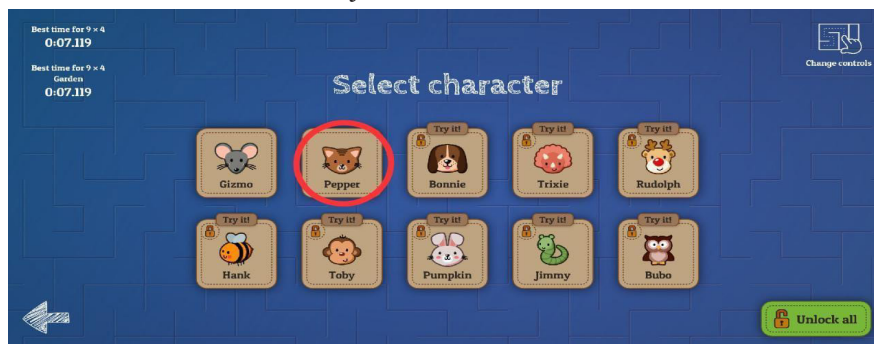 Best time for 9 × 4
0:07.119
Best time for 9 × 4
Garden
0:07.119
Change controls
Select character
Try it! Try it! Try it!
Gizmo Pepper Bonnie Trixie Rudolph
Try it! Try it! Try it! Try it! Try it!
Hank Toby Pumpkin Jimmy Bubo
Unlock all